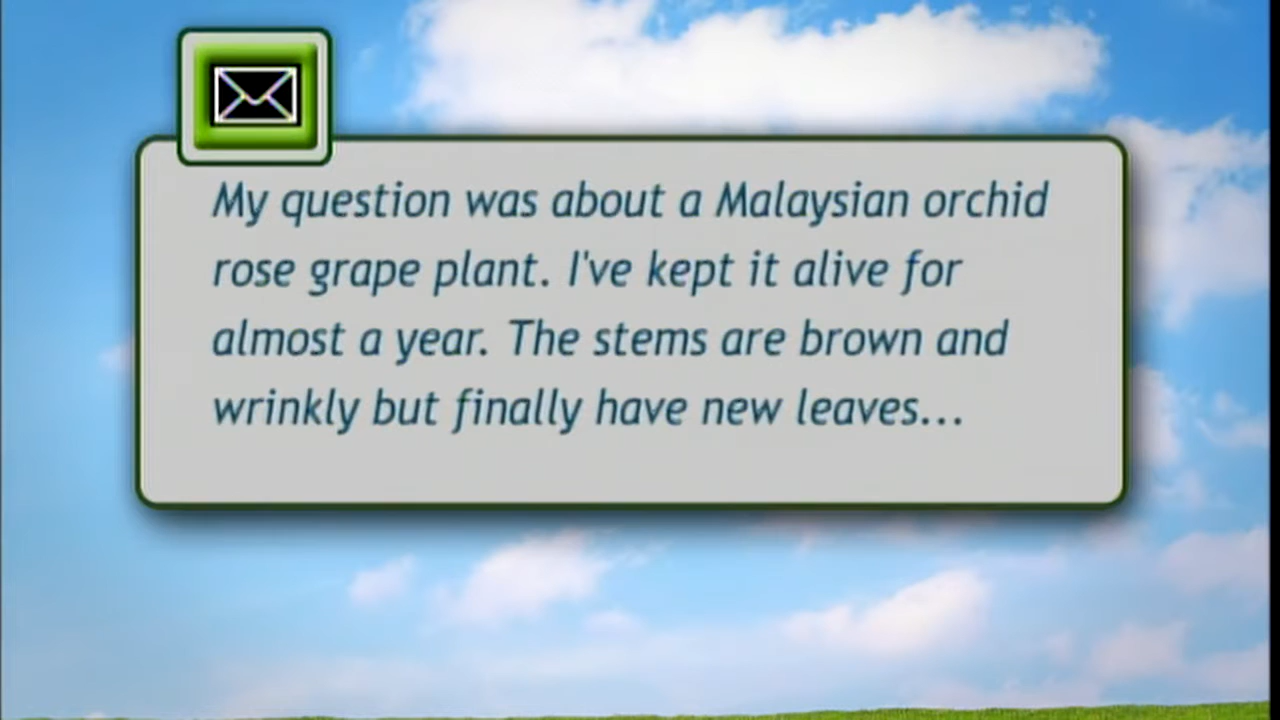 My question was about a Malaysian orchid
rose grape plant. I've kept it alive for
almost a year. The stems are brown and
wrinkly but finally have new leaves...